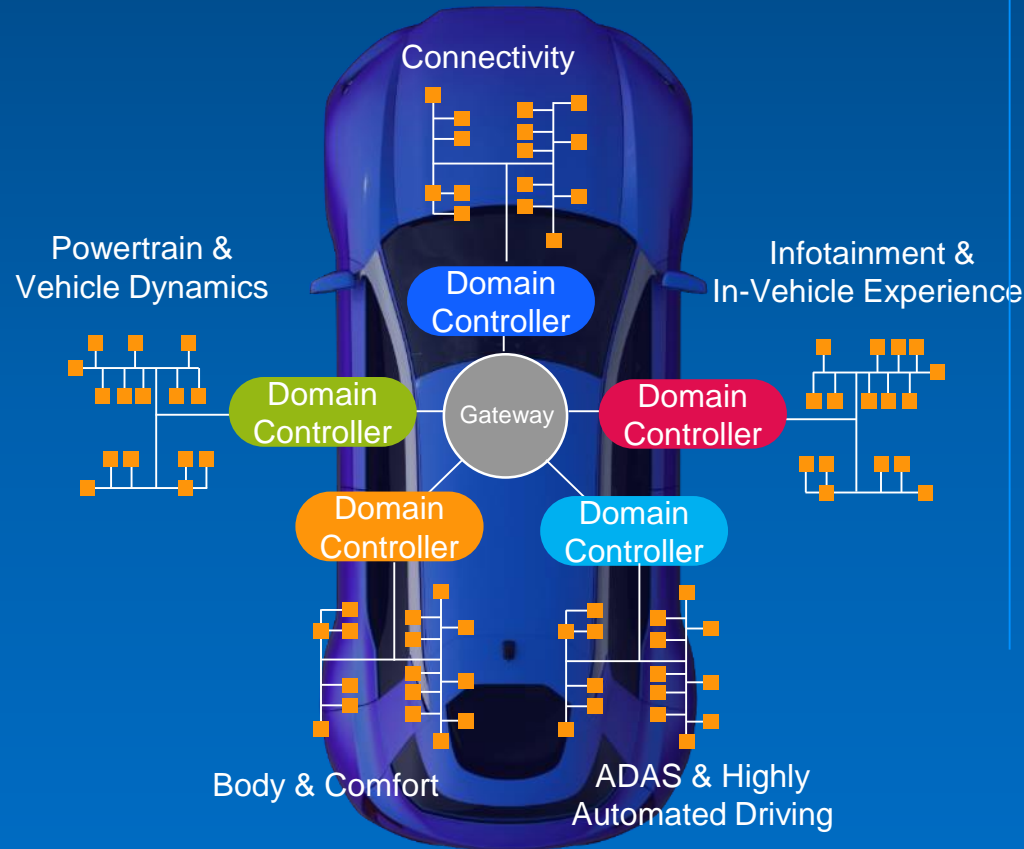 Connectivity
Powertrain &
Vehicle Dynamics
Infotainment &
In-Vehicle Experience
Domain
Controller
Domain
Controller
Gateway
Domain
Controller
Domain
Controller
Domain
Controller
Body & Comfort
ADAS & Highly
Automated Driving